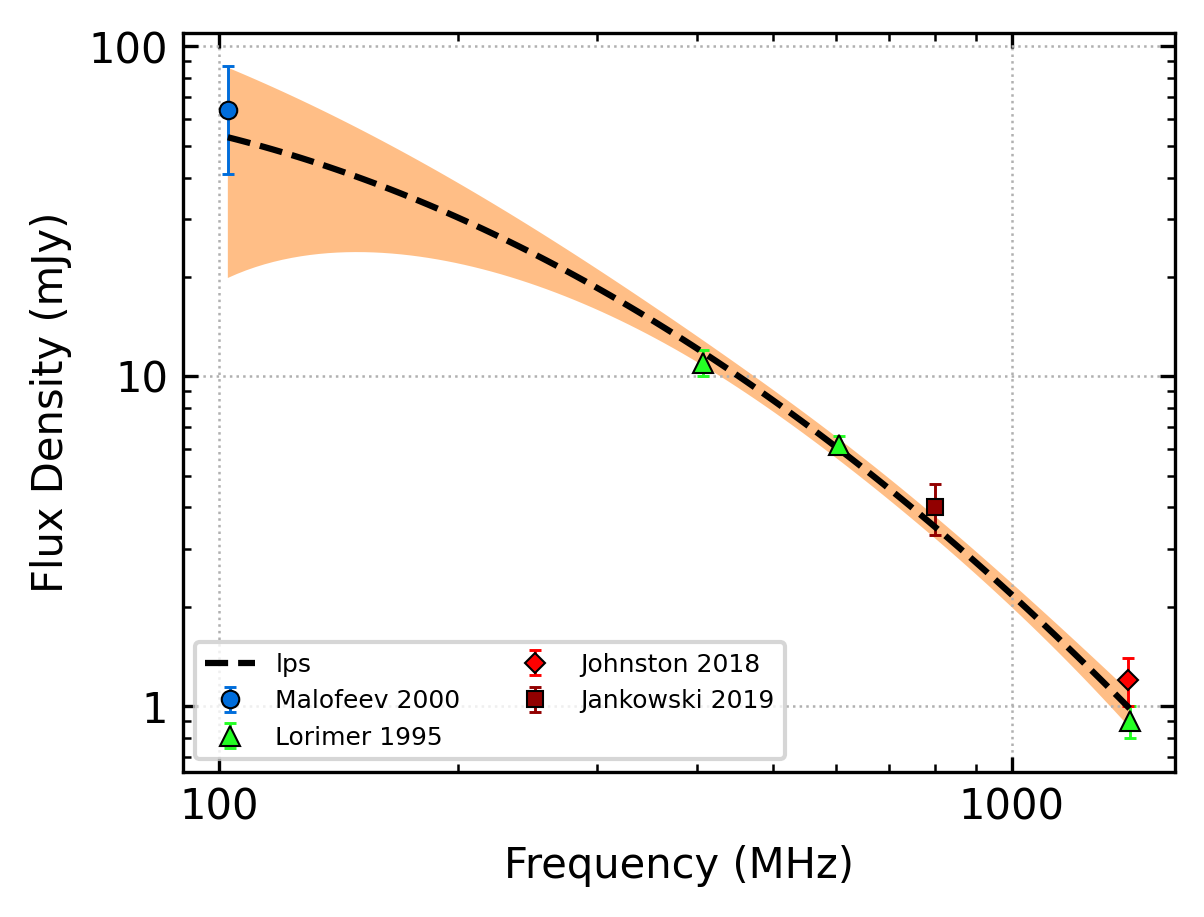 100
10
1
Flux Density (mJy)
lps
Malofeev 2000
Lorimer 1995
Johnston 2018
Jankowski 2019
100
1000
Frequency (MHz)